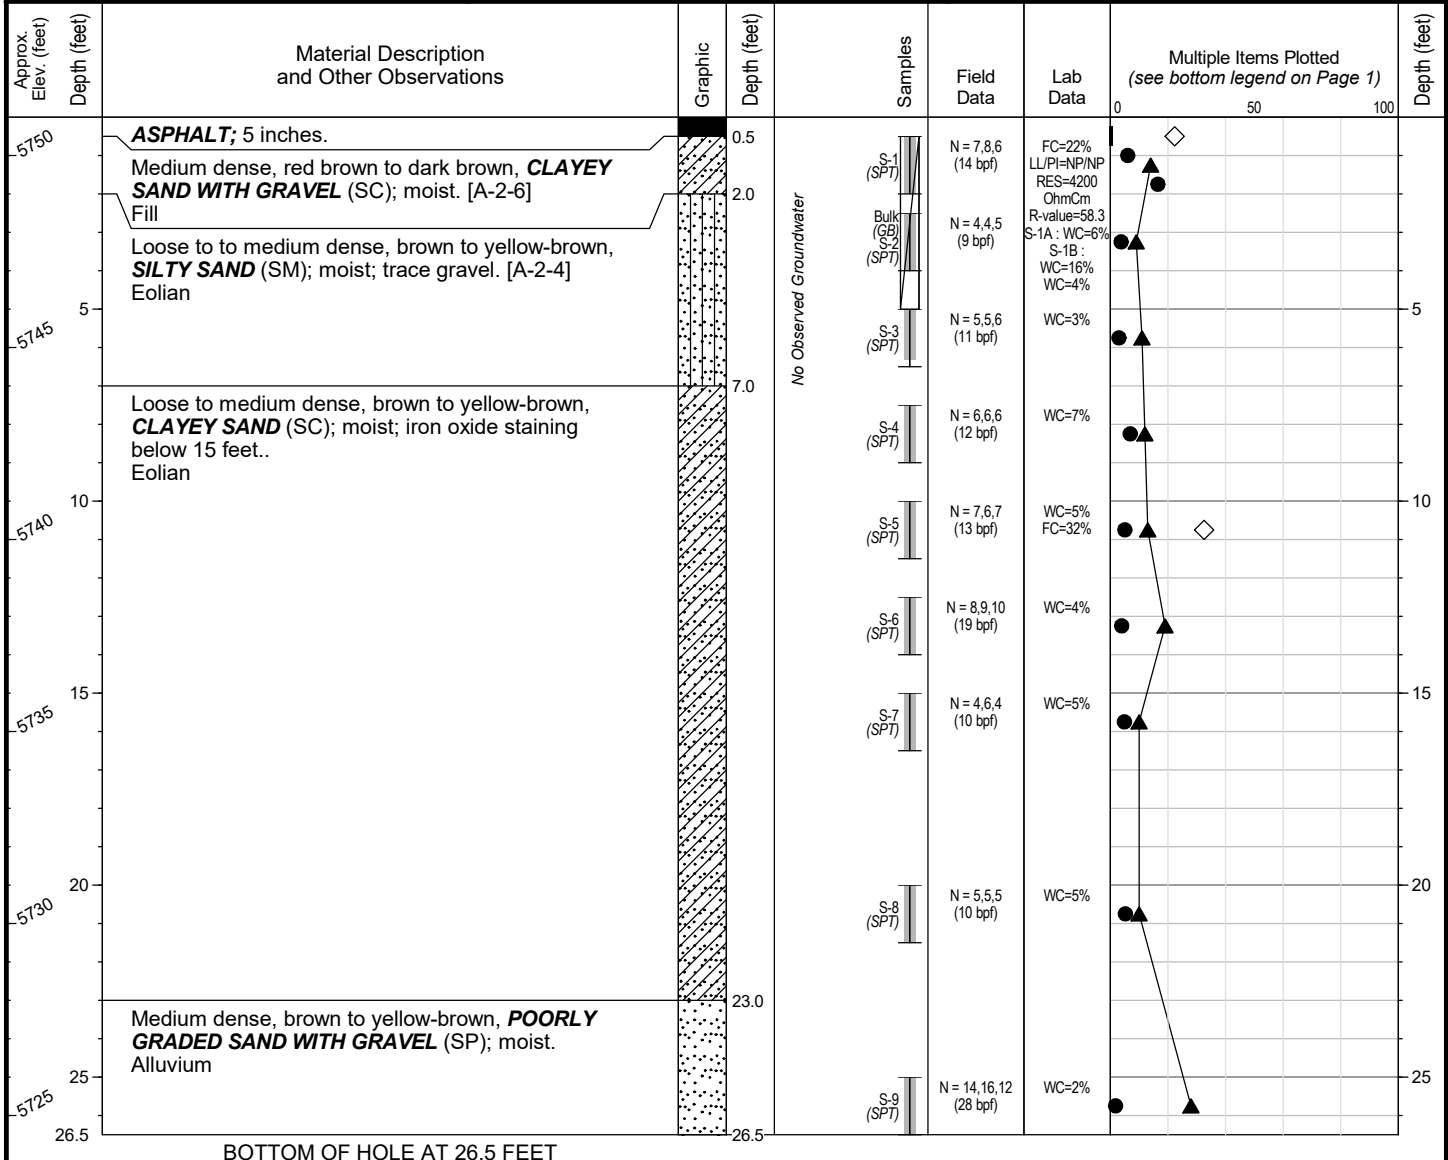 Approx. Elev. (feet)
Depth (feet)
Material Description
and Other Observations
Graphic
Depth (feet)
Samples
Field
Data
Lab
Data
Multiple Items Plotted
(see bottom legend on Page 1)
0 50 100
Depth (feet)
5750
5745
5740
5735
5730
5725
5
10
15
20
25
26.5
ASPHALT; 5 inches.
Medium dense, red brown to dark brown, CLAYEY
SAND WITH GRAVEL (SC); moist. [A-2-6]
Fill
Loose to to medium dense, brown to yellow-brown,
SILTY SAND (SM); moist; trace gravel. [A-2-4]
Eolian
Loose to medium dense, brown to yellow-brown,
CLAYEY SAND (SC); moist; iron oxide staining
below 15 feet..
Eolian
Medium dense, brown to yellow-brown, POORLY
GRADED SAND WITH GRAVEL (SP); moist.
Alluvium
BOTTOM OF HOLE AT 26.5 FEET
0.5
2.0
7.0
23.0
26.5
No Observed Groundwater
S-1
(SPT)
Bulk
(GB)
S-2
(SPT)
S-3
(SPT)
S-4
(SPT)
S-5
(SPT)
S-6
(SPT)
S-7
(SPT)
S-8
(SPT)
S-9
(SPT)
N = 7,8,6
(14 bpf)
N = 4,4,5
(9 bpf)
N = 5,5,6
(11 bpf)
N = 6,6,6
(12 bpf)
N = 7,6,7
(13 bpf)
N = 8,9,10
(19 bpf)
N = 4,6,4
(10 bpf)
N = 5,5,5
(10 bpf)
N = 14,16,12
(28 bpf)
FC=22%
LL/PI=NP/NP
RES=4200
OhmCm
R-value=58.3
S-1A : WC=6%
S-1B :
WC=16%
WC=4%
WC=3%
WC=7%
WC=5%
FC=32%
WC=4%
WC=5%
WC=5%
WC=2%
5
10
15
20
25